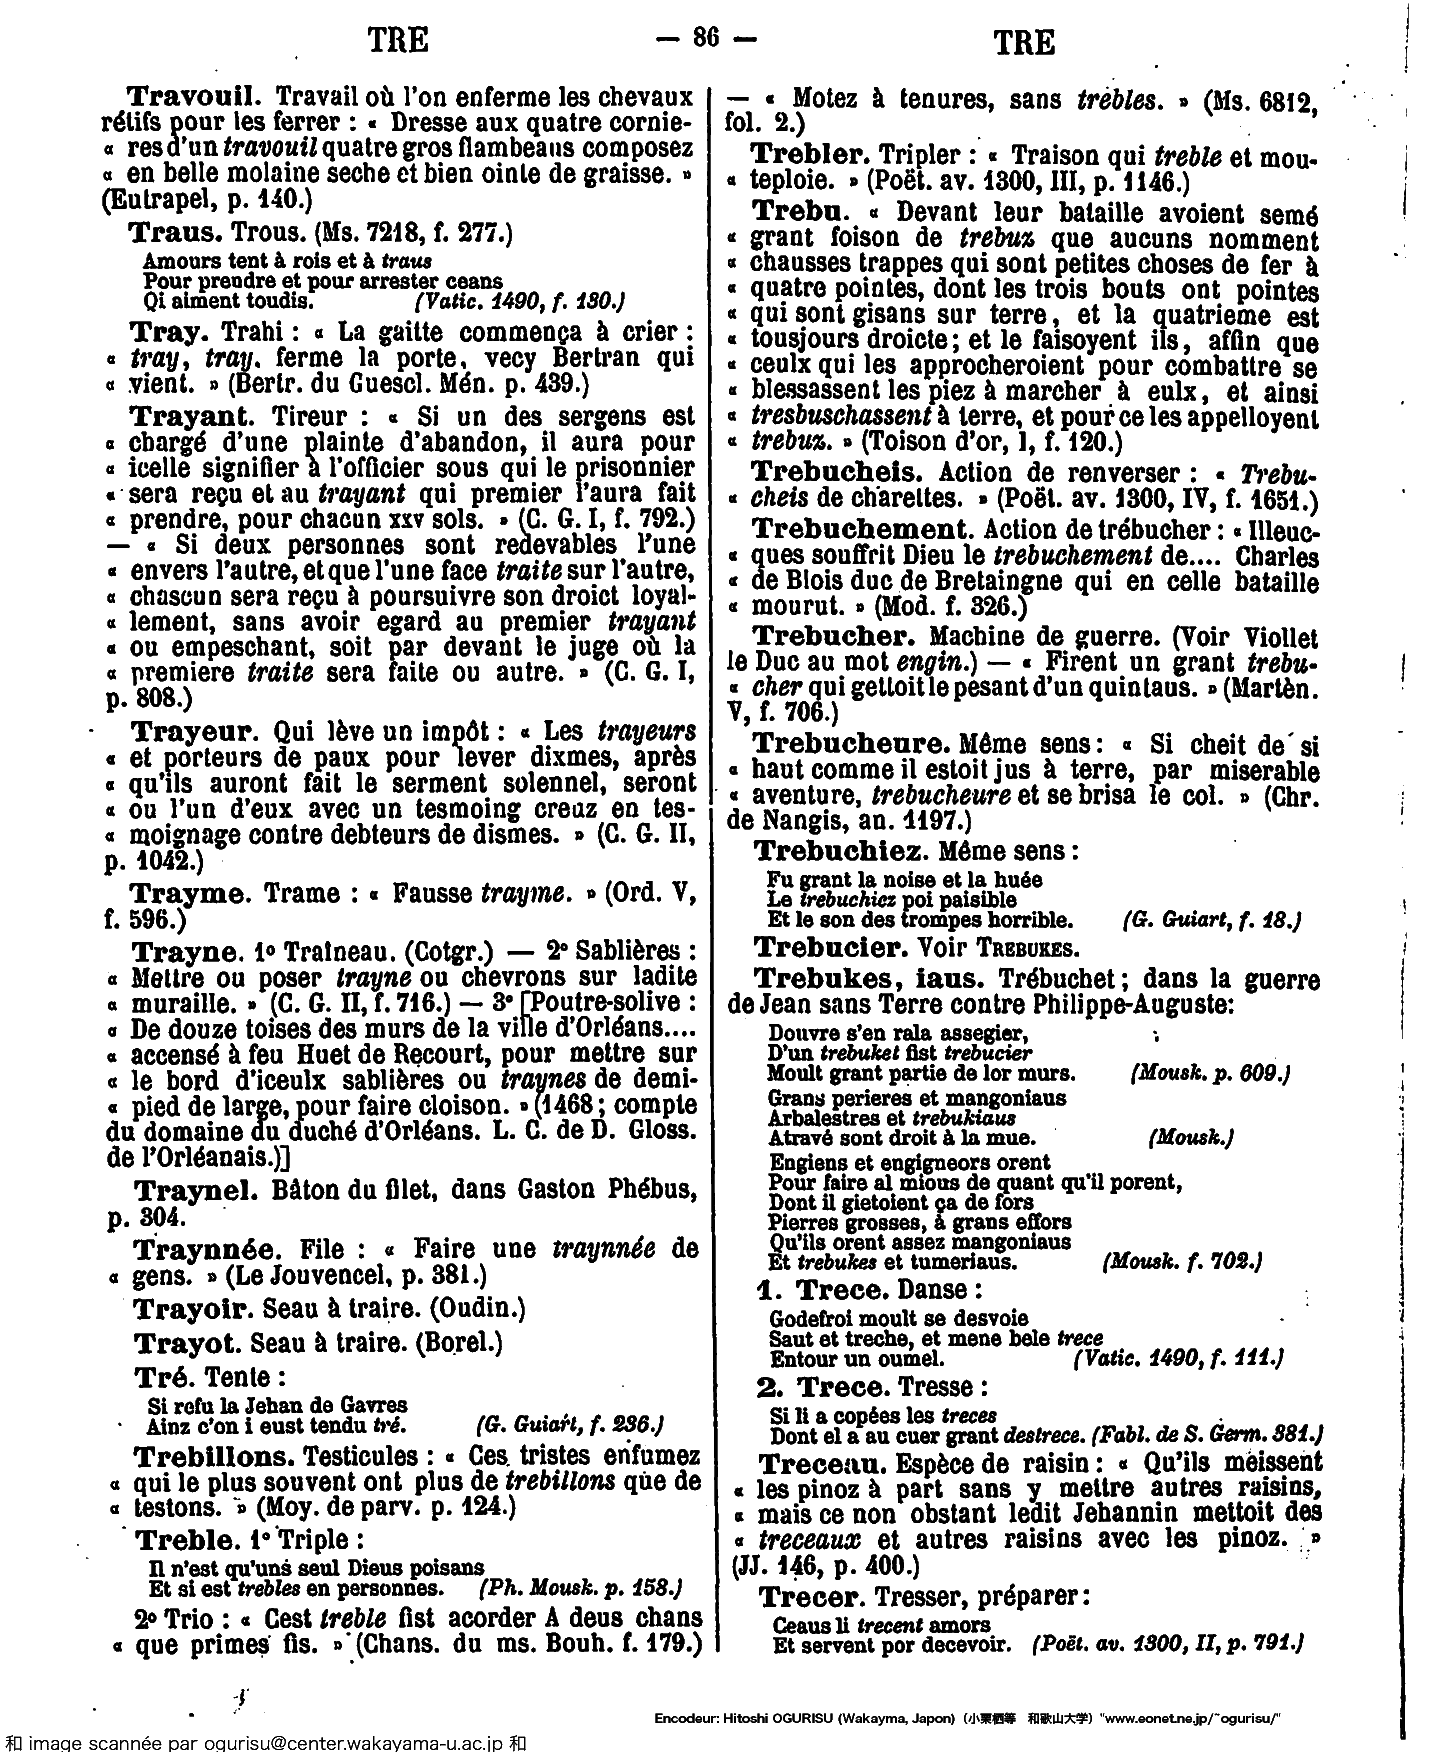 TRE
— 86 —
TRE
Travouil. Travail où l'on enferme les chevaux
rétifs pour les ferrer : « Dresse aux quatre cornie-
« res d'un travouil quatre gros flambeaus composez
« en belle molaine seche et bien ointe de graisse. »
(Eutrapel, p. 140.)
Traus. Trous. (Ms. 7218, f. 277.)
Amours tent à rois et à traus
Pour prendre et pour arrester ceans
Qi aiment toudis. (Vatic. 1490, f. 130.)
Tray. Trahi : « La gaitte commença à crier :
« tray, tray. ferme la porte, vecy Bertran qui
« vient. » (Bertr. du Guescl. Mén. p. 439.)
Trayant. Tireur : « Si un des sergens est
« chargé d'une plainte d'abandon, il aura pour
« icelle signifier à l'officier sous qui le prisonnier
« sera reçu et au trayant qui premier l'aura fait
« prendre, pour chacun xxv sols. » (C. G. I, f. 792.)
— « Si deux personnes sont redevables l'une
« envers l'autre, et que l'une face traite sur l'autre,
« chascun sera reçu à poursuivre son droict loyal-
« lement, sans avoir egard au premier trayant
« ou empeschant, soit par devant le juge où la
« premiere traite sera faite ou autre. » (C. G. I,
p. 808.)
Trayeur. Qui lève un impôt : « Les trayeurs
« et porteurs de paux pour lever dixmes, après
« qu'ils auront fait le serment solennel, seront
« ou l'un d'eux avec un tesmoing creuz en tes-
« moignage contre debteurs de dismes. » (C. G. II,
p. 1042.)
Trayme. Trame : « Fausse trayme. » (Ord. V,
f. 596.)
Trayne. 1o Traîneau. (Cotgr.) — 2o Sablières :
« Mettre ou poser trayne ou chevrons sur ladite
« muraille. » (C. G. II, f. 716.) — 3o [Poutre-solive :
« De douze toises des murs de la ville d'Orléans....
« accensé à feu Huet de Recourt, pour mettre sur
« le bord d'iceulx sablières ou traynes de demi-
« pied de large, pour faire cloison. » (1468 ; compte
du domaine du duché d'Orléans. L. C. de D. Gloss.
de l'Orléanais.)]
Traynel. Bâton du filet, dans Gaston Phébus,
p. 304.
Traynnée. File : « Faire une traynnée de
« gens. » (Le Jouvencel, p. 381.)
Trayoir. Seau à traire. (Oudin.)
Trayot. Seau à traire. (Borel.)
Tré. Tente :
Si refu la Jehan de Gavres
Ainz c'on i eust tendu tré. (G. Guiart, f. 236.)
Trebillons. Testicules : « Ces tristes enfumez
« qui le plus souvent ont plus de trebillons que de
« testons. » (Moy. de parv. p. 124.)
Treble. 1o Triple :
Il n'est qu'uns seul Dieus poisans
Et si est trebles en personnes. (Ph. Mousk. p. 158.)
2o Trio : « Cest treble fist acorder A deus chans
« que primes fis. » (Chans. du ms. Bouh. f. 179.)
— « Motez à tenures, sans trebles. » (Ms. 6812,
fol. 2.)
Trebler. Tripler : « Traison qui treble et mou-
« teploie. » (Poët. av. 1300, III, p. 1146.)
Trebu. « Devant leur bataille avoient semé
« grant foison de trebuz que aucuns nomment
« chausses trappes qui sont petites choses de fer à
« quatre pointes, dont les trois bouts ont pointes
« qui sont gisans sur terre, et la quatrieme est
« tousjours droicte ; et le faisoyent ils, affin que
« ceulx qui les approcheroient pour combattre se
« blessassent les piez à marcher à eulx, et ainsi
« tresbuschassent à terre, et pour ce les appelloyent
« trebuz. » (Toison d'or, I, f. 120.)
Trebucheis. Action de renverser : « Trebu-
« cheis de charettes. » (Poët. av. 1300, IV, f. 1651.)
Trebuchement. Action de trébucher : « Illeuc-
« ques souffrit Dieu le trebuchement de.... Charles
« de Blois duc de Bretaingne qui en celle bataille
« mourut. » (Mod. f. 326.)
Trebucher. Machine de guerre. (Voir Viollet
le Duc au mot engin.) — « Firent un grant trebu-
« cher qui gettoit le pesant d'un quintaus. » (Martèn.
V, f. 706.)
Trebucheure. Même sens : « Si cheit de si
« haut comme il estoit jus à terre, par miserable
« aventure, trebucheure et se brisa le col. » (Chr.
de Nangis, an. 1197.)
Trebuchiez. Même sens :
Fu grant la noise et la huée
Le trebuchiez poi paisible
Et le son des trompes horrible. (G. Guiart, f. 18.)
Trebucier. Voir TREBUKES.
Trebukes, iaus. Trébuchet ; dans la guerre
de Jean sans Terre contre Philippe-Auguste:
Douvre s'en rala assegier,
D'un trebuket fist trebucier
Moult grant partie de lor murs. (Mousk. p. 609.)
Grans perieres et mangoniaus
Arbalestres et trebukiaus
Atravé sont droit à la mue. (Mousk.)
Engiens et engigneors orent
Pour faire al mious de quant qu'il porent,
Dont il gietoient ça de fors
Pierres grosses, à grans effors
Qu'ils orent assez mangoniaus
Et trebukes et tumeriaus. (Mousk. f. 702.)
1. Trece. Danse :
Godefroi moult se desvoie
Saut et treche, et mene bele trece
Entour un oumel. (Vatic. 1490, f. 111.)
2. Trece. Tresse :
Si li a copées les treces
Dont el a au cuer grant destrece. (Fabl. de S. Germ. 381.)
Treceau. Espèce de raisin : « Qu'ils meissent
« les pinoz à part sans y mettre autres raisins,
« mais ce non obstant ledit Jehannin mettoit des
« treceaux et autres raisins avec les pinoz. »
(JJ. 146, p. 400.)
Trecer. Tresser, préparer :
Ceaus li trecent amors
Et servent por decevoir. (Poët. av. 1300, II, p. 791.)
Encodeur: Hitoshi OGURISU (Wakayma, Japon) (小栗栖等 和歌山大学) "www.eonet.ne.jp/~ogurisu/"
和 image scannée par ogurisu@center.wakayama-u.ac.jp 和